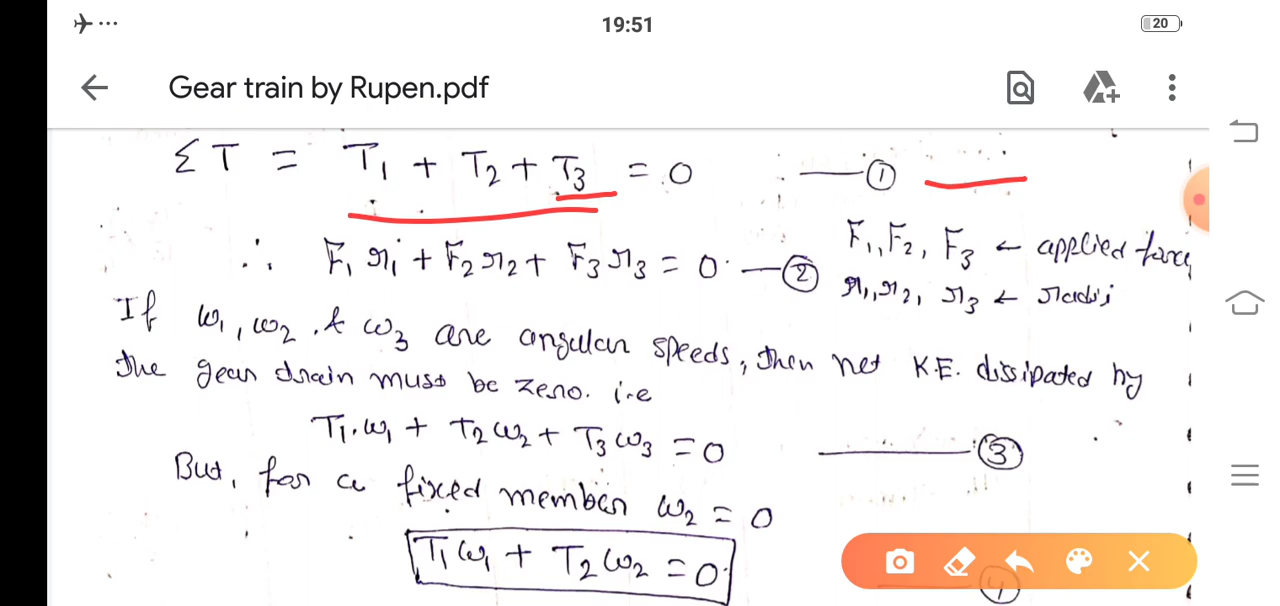 19:51
20
Gear train by Rupen.pdf
ΣT = T₁ + T₂ + T₃ = 0 —①
∴ F₁ r₁ + F₂ r₂ + F₃ r₃ = 0 —②
F₁, F₂, F₃ ← applied force
r₁, r₂, r₃ ← radii
If ω₁, ω₂ & ω₃ are angular speeds, then net K.E. dissipated by
the gear train must be zero. i.e
T₁.ω₁ + T₂ω₂ + T₃ω₃ = 0 —③
But, for a fixed member ω₂ = 0
T₁ω₁ + T₂ω₂ = 0 —④